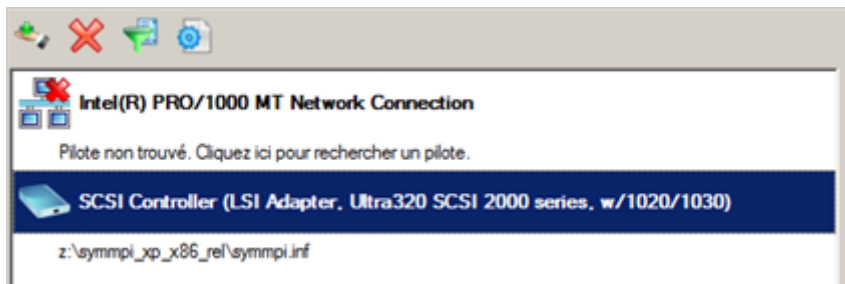 Intel(R) PRO/1000 MT Network Connection
Pilote non trouvé. Cliquez ici pour rechercher un pilote.
SCSI Controller (LSI Adapter, Ultra320 SCSI 2000 series, w/1020/1030)
z:\symmpi_xp_x86_rel\symmpi.inf